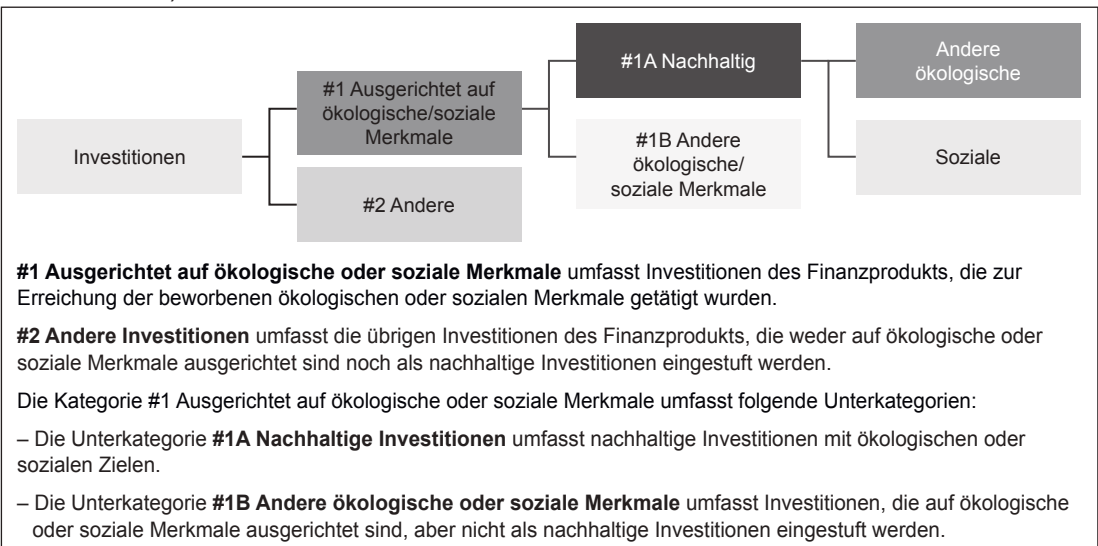 Investitionen
#1 Ausgerichtet auf
ökologische/soziale
Merkmale
#2 Andere
#1A Nachhaltig
#1B Andere
ökologische/
soziale Merkmale
Andere
ökologische
Soziale
#1 Ausgerichtet auf ökologische oder soziale Merkmale umfasst Investitionen des Finanzprodukts, die zur
Erreichung der beworbenen ökologischen oder sozialen Merkmale getätigt wurden.
#2 Andere Investitionen umfasst die übrigen Investitionen des Finanzprodukts, die weder auf ökologische oder
soziale Merkmale ausgerichtet sind noch als nachhaltige Investitionen eingestuft werden.
Die Kategorie #1 Ausgerichtet auf ökologische oder soziale Merkmale umfasst folgende Unterkategorien:
– Die Unterkategorie #1A Nachhaltige Investitionen umfasst nachhaltige Investitionen mit ökologischen oder
sozialen Zielen.
– Die Unterkategorie #1B Andere ökologische oder soziale Merkmale umfasst Investitionen, die auf ökologische
oder soziale Merkmale ausgerichtet sind, aber nicht als nachhaltige Investitionen eingestuft werden.